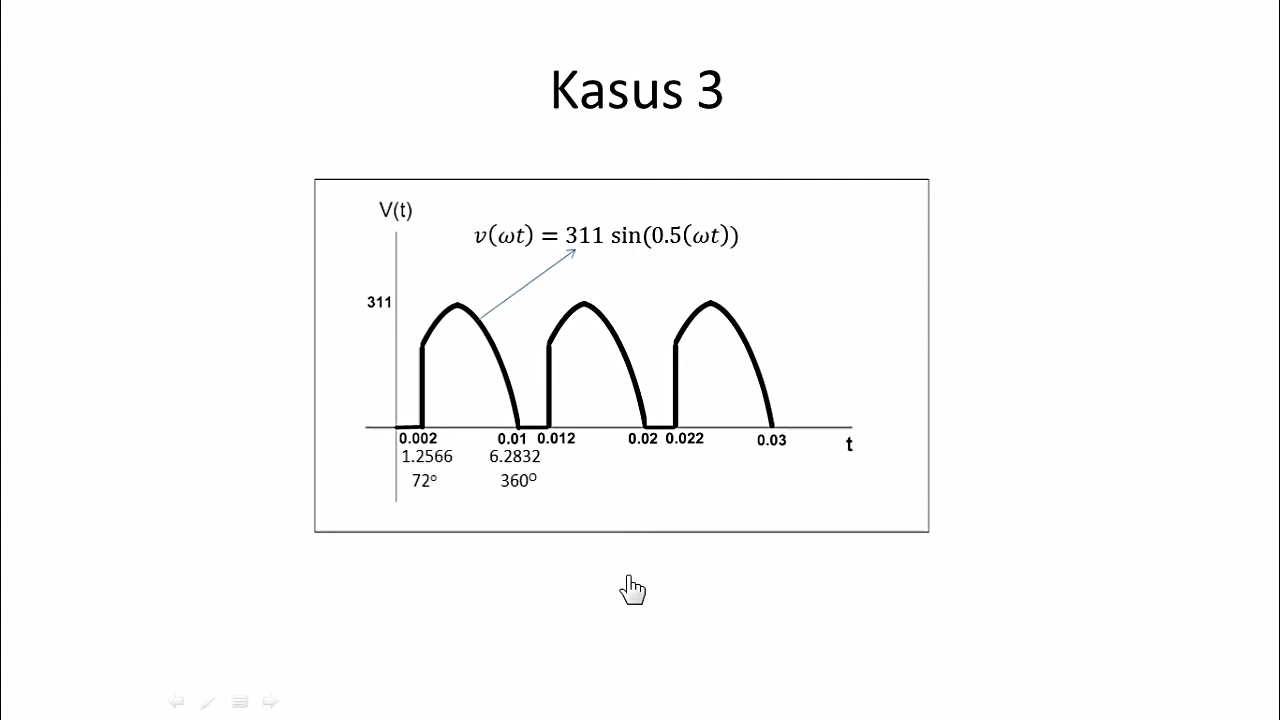 Kasus 3
V(t)
𝑣(𝜔𝑡) = 311 sin(0.5(𝜔𝑡))
311
0.002 0.01 0.012 0.02 0.022 0.03 t
1.2566 6.2832
72° 360°